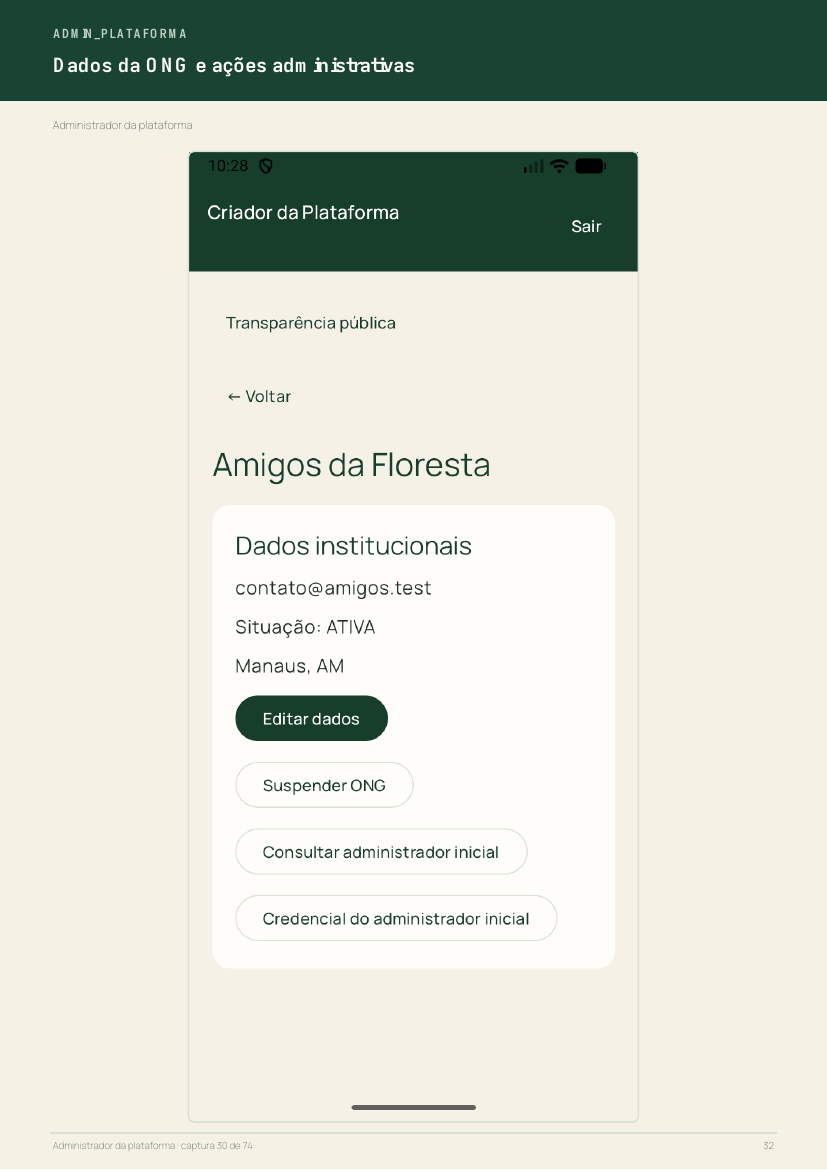 ADMIN_PLATAFORMA
Dados da ONG e ações administrativas
Administrador da plataforma
10:28
Criador da Plataforma
Sair
Transparência pública
← Voltar
Amigos da Floresta
Dados institucionais
contato@amigos.test
Situação: ATIVA
Manaus, AM
Editar dados
Suspender ONG
Consultar administrador inicial
Credencial do administrador inicial
Administrador da plataforma · captura 30 de 74
32